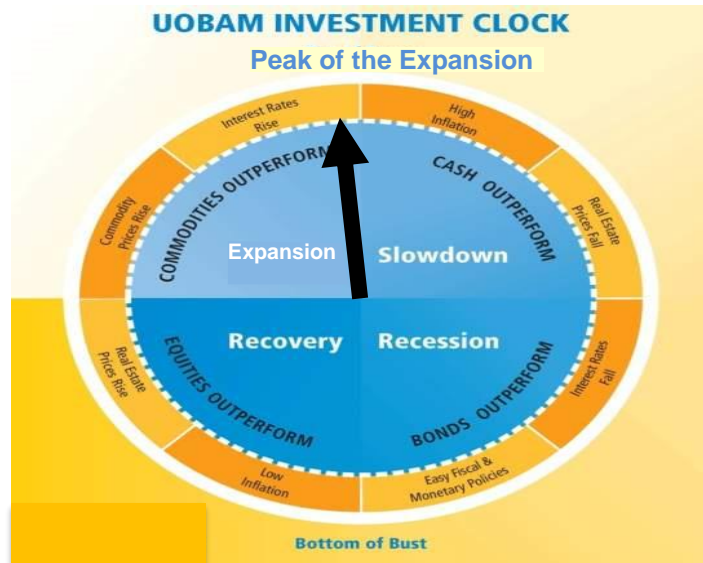 UOBAM INVESTMENT CLOCK
Peak of the Expansion
Interest Rates
Rise
High
Inflation
Commodity
Prices Rise
COMMODITIES OUTPERFORM
CASH OUTPERFORM
Real Estate
Prices Fall
Expansion
Slowdown
Recovery
Recession
Real Estate
Prices Rise
EQUITIES OUTPERFORM
BONDS OUTPERFORM
Interest Rates
Fall
Low
Inflation
Easy Fiscal &
Monetary Policies
Bottom of Bust